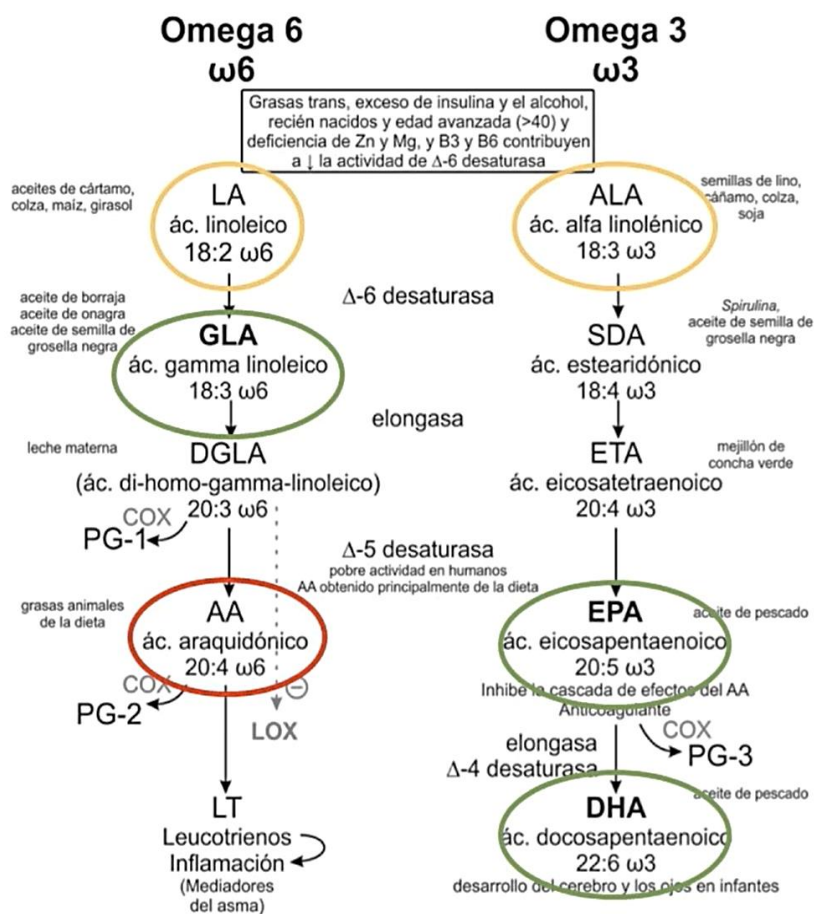 Omega 6
ω6
Omega 3
ω3
Grasas trans, exceso de insulina y el alcohol,
recién nacidos y edad avanzada (>40) y
deficiencia de Zn y Mg, y B3 y B6 contribuyen
a ↓ la actividad de Δ-6 desaturasa
aceites de cártamo,
colza, maíz, girasol
LA
ác. linoleico
18:2 ω6
ALA
ác. alfa linolénico
18:3 ω3
semillas de lino,
cáñamo, colza,
soja
Δ-6 desaturasa
aceite de borraja
aceite de onagra
aceite de semilla de
grosella negra
GLA
ác. gamma linoleico
18:3 ω6
SDA
ác. estearidónico
18:4 ω3
Spirulina,
aceite de semilla de
grosella negra
elongasa
leche materna
DGLA
(ác. di-homo-gamma-linoleico)
20:3 ω6
COX
PG-1
ETA
ác. eicosatetraenoico
20:4 ω3
mejillón de
concha verde
Δ-5 desaturasa
pobre actividad en humanos
AA obtenido principalmente de la dieta
grasas animales
de la dieta
AA
ác. araquidónico
20:4 ω6
COX
PG-2
LOX
EPA
ác. eicosapentaenoico
20:5 ω3
Inhibe la cascada de efectos del AA
Anticoagulante
aceite de pescado
COX
PG-3
elongasa
Δ-4 desaturasa
LT
Leucotrienos
Inflamación
(Mediadores
del asma)
DHA
ác. docosapentaenoico
22:6 ω3
desarrollo del cerebro y los ojos en infantes
aceite de pescado